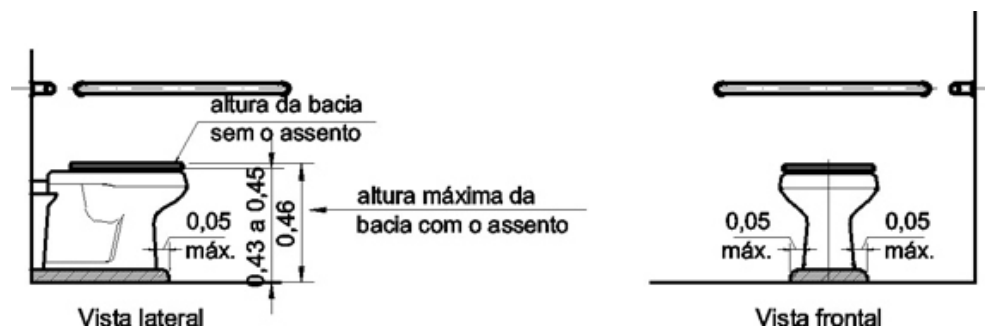 altura da bacia
sem o assento
0,43 a 0,45
0,46
altura máxima da
bacia com o assento
0,05
máx.
0,05
máx.
0,05
máx.
Vista lateral
Vista frontal